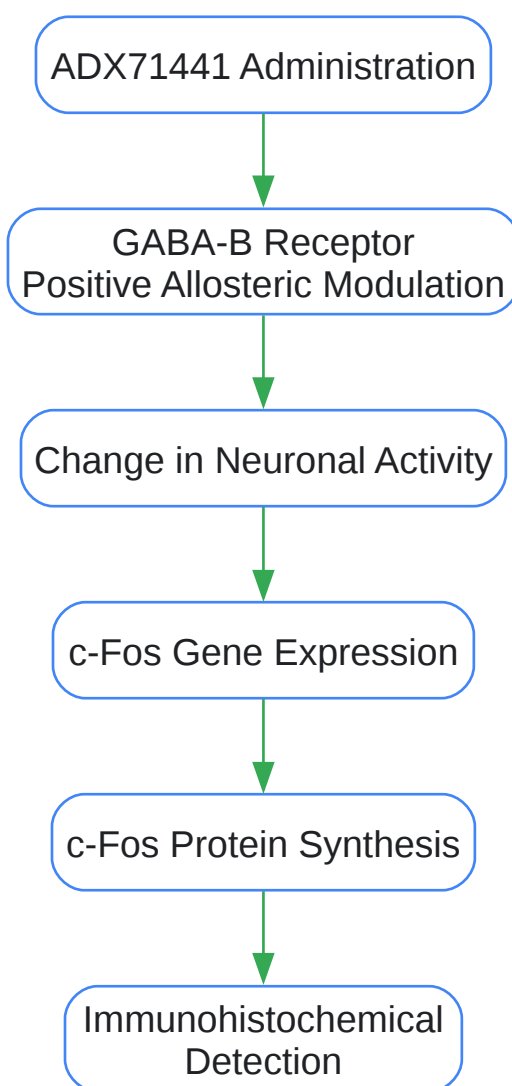 ADX71441 Administration
GABA-B Receptor
Positive Allosteric Modulation
Change in Neuronal Activity
c-Fos Gene Expression
c-Fos Protein Synthesis
Immunohistochemical
Detection